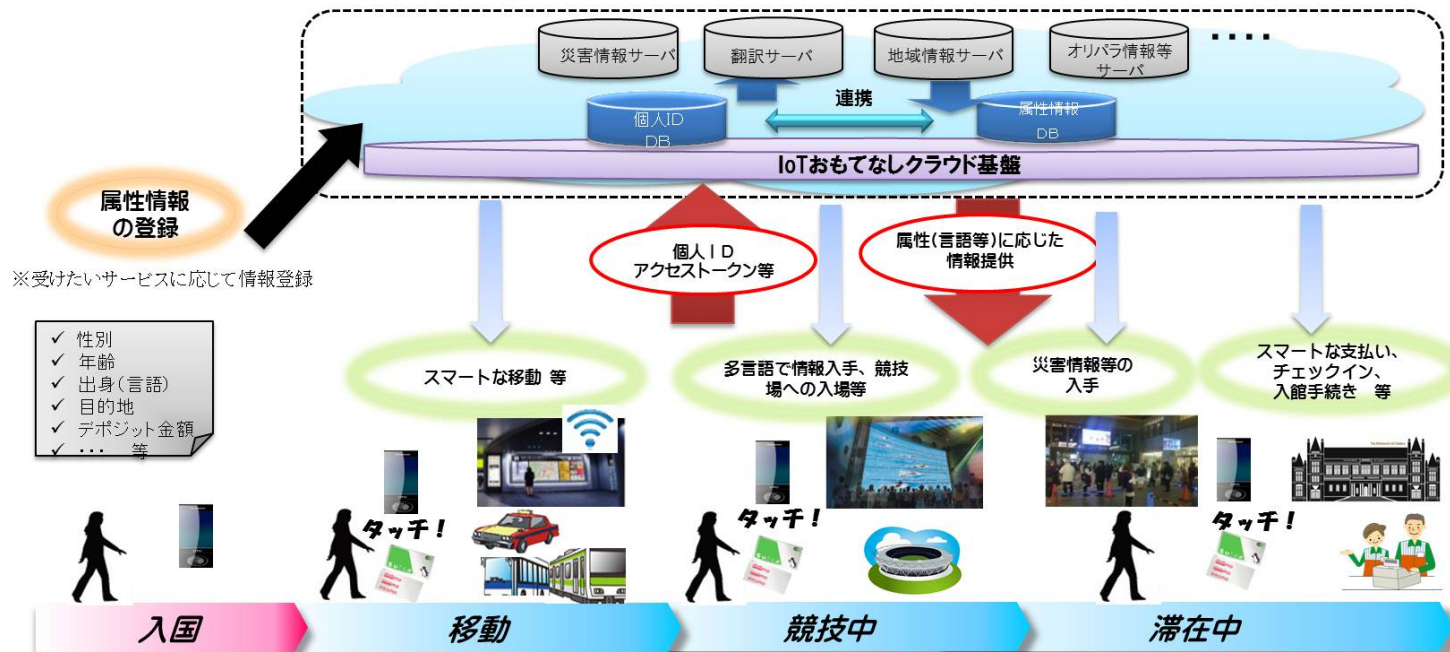 災害情報サーバ
翻訳サーバ
地域情報サーバ
オリパラ情報等
サーバ
・・・・
連携
個人ID
DB
属性情報
DB
IoTおもてなしクラウド基盤
属性情報
の登録
※受けたいサービスに応じて情報登録
個人ID
アクセストークン等
属性(言語等)に応じた
情報提供
✓ 性別
✓ 年齢
✓ 出身(言語)
✓ 目的地
✓ デポジット金額
✓ ・・・ 等
スマートな移動 等
多言語で情報入手、競技
場への入場等
災害情報等の
入手
スマートな支払い、
チェックイン、
入館手続き 等
タッチ!
タッチ!
タッチ!
入国
移動
競技中
滞在中